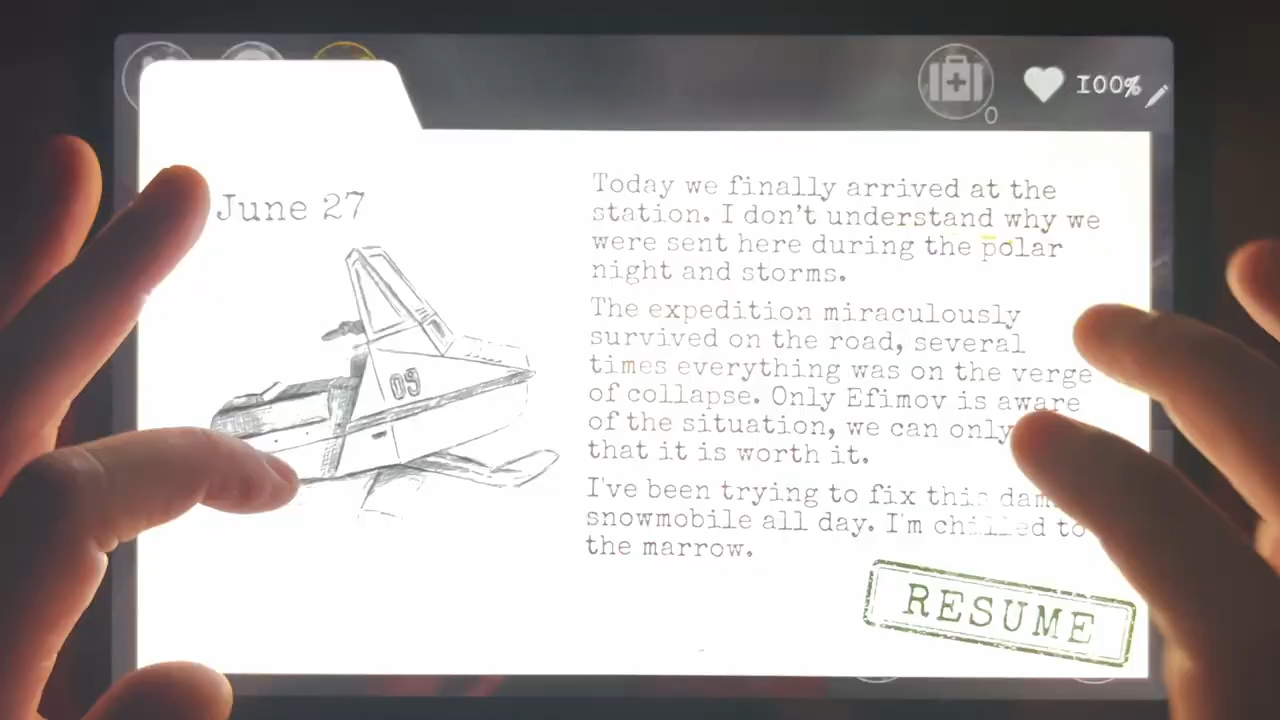 100%
0
June 27
09
Today we finally arrived at the
station. I don't understand why we
were sent here during the polar
night and storms.
The expedition miraculously
survived on the road, several
times everything was on the verge
of collapse. Only Efimov is aware
of the situation, we can only
that it is worth it.
I've been trying to fix this
snowmobile all day. I'm chilled to
the marrow.
RESUME